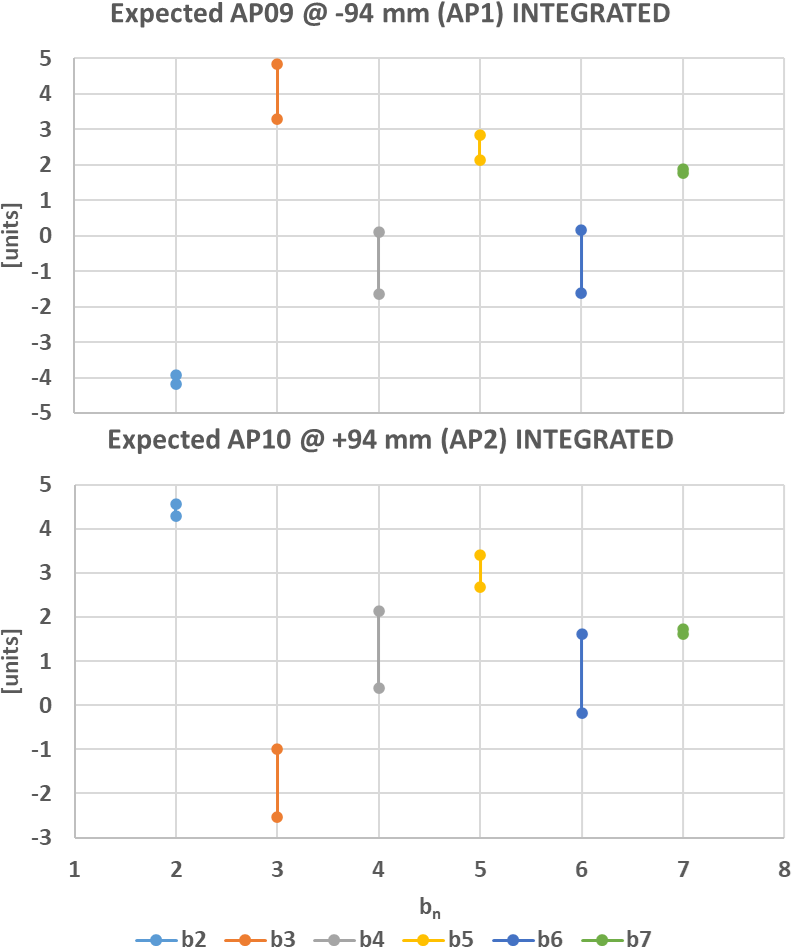 Expected AP09 @ -94 mm (AP1) INTEGRATED
5
4
3
2
1
0
-1
-2
-3
-4
-5
[units]
Expected AP10 @ +94 mm (AP2) INTEGRATED
5
4
3
2
1
0
-1
-2
-3
[units]
1 2 3 4 5 6 7 8
bn
b2 b3 b4 b5 b6 b7